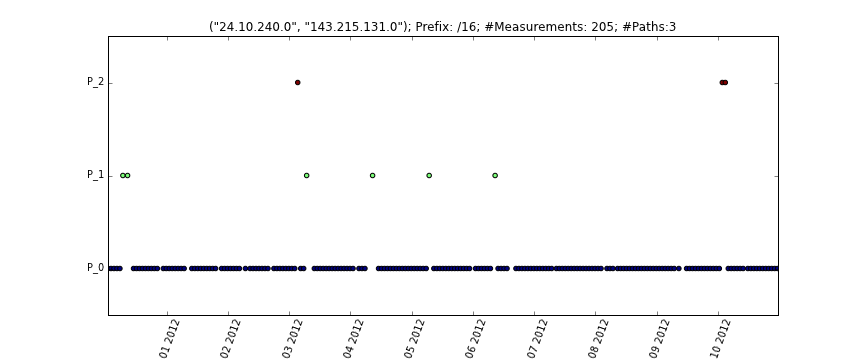 ("24.10.240.0", "143.215.131.0"); Prefix: /16; #Measurements: 205; #Paths:3
P_2
P_1
P_0
01 2012
02 2012
03 2012
04 2012
05 2012
06 2012
07 2012
08 2012
09 2012
10 2012